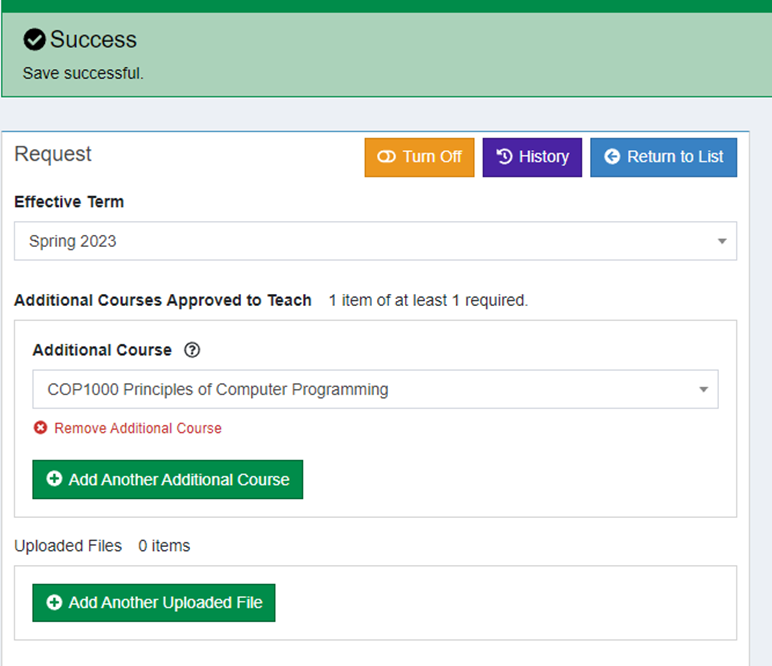 Success
Save successful.
Request
Turn Off History Return to List
Effective Term
Spring 2023
Additional Courses Approved to Teach 1 item of at least 1 required.
Additional Course
COP1000 Principles of Computer Programming
Remove Additional Course
Add Another Additional Course
Uploaded Files 0 items
Add Another Uploaded File